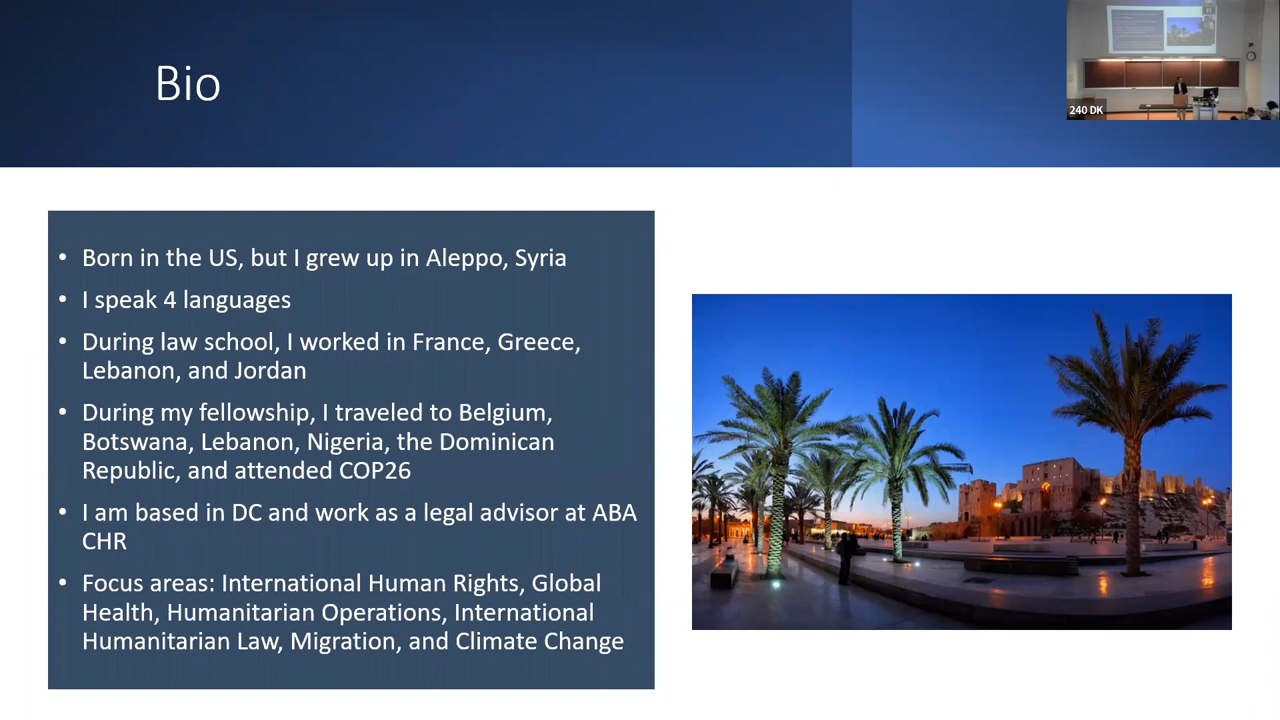 Bio
240 DK
• Born in the US, but I grew up in Aleppo, Syria
• I speak 4 languages
• During law school, I worked in France, Greece,
Lebanon, and Jordan
• During my fellowship, I traveled to Belgium,
Botswana, Lebanon, Nigeria, the Dominican
Republic, and attended COP26
• I am based in DC and work as a legal advisor at ABA
CHR
• Focus areas: International Human Rights, Global
Health, Humanitarian Operations, International
Humanitarian Law, Migration, and Climate Change